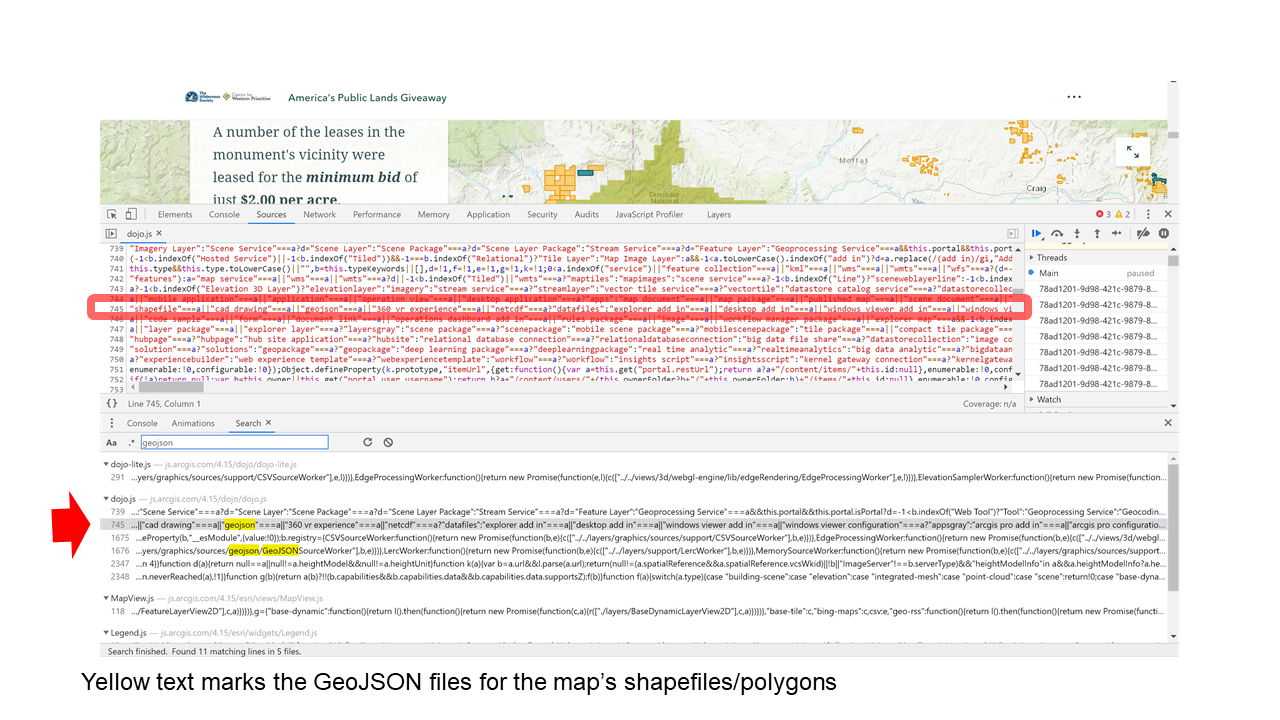 The Wilderness Society Center for Western Priorities America's Public Lands Giveaway ...
A number of the leases in the
monument's vicinity were
leased for the minimum bid of
just $2.00 per acre.
Moffat
Craig
Dinosaur
National
Elements Console Sources Network Performance Memory Application Security Audits JavaScript Profiler Layers 3 2
dojo.js
739 "Imagery Layer":"Scene Service"===a?d="Scene Layer":"Scene Package"===a?d="Scene Layer Package":"Stream Service"===a?d="Feature Layer":"Geoprocessing Service"===a&&this.portal&&this.port
740 (-1<b.indexOf("Hosted Service")||-1<b.indexOf("Tiled"))&&-1===b.indexOf("Relational")?"Tile Layer":"Map Image Layer":a&&-1<a.toLowerCase().indexOf("add in")?d=a.replace(/(add in)/gi,"Add
741 this.type&&this.type.toLowerCase()||"",b=this.typeKeywords||[],d=!1,f=!1,e=!1,g=!1,k=!1;0<a.indexOf("service")||"feature collection"===a||"kml"===a||"wms"===a||"wmts"===a||"wfs"===a?(d=-
742 "features"):a="wms"===a||"wmts"===a?(d=-1<b.indexOf("Tiled")||"wmts"===a?"maptiles":"mapimages":"scene service"===a?-1<b.indexOf("Line")?"sceneweblayerline":-1<b.indexOf
743 a?-1<b.indexOf("Elevation 3D Layer")?"elevationlayer":"imagery":"stream service"===a?"streamlayer":"vector tile service"===a?"vectortile":"datastore catalog service"===a?"datastorecollec
744 a||"mobile application"===a||"application"===a||"operation view"===a||"desktop application"===a?"apps":"map document"===a||"map package"===a||"published map"===a||"scene document"===a||"
745 "shapefile"===a||"cad drawing"===a||"geojson"===a||"360 vr experience"===a||"netcdf"===a?"datafiles":"explorer add in"===a||"desktop add in"===a||"windows viewer add in"===a||"windows vi
746 a||"code sample"===a||"form"===a||"document link"===a||"operations dashboard add in"===a||"rules package"===a||"image"===a||"workflow manager package"===a||"explorer map"===a&&-1<b.index
747 a||"layer package"===a||"explorer layer"===a?"layersgray":"scene package"===a?"scenepackage":"mobile scene package"===a?"mobilescenepackage":"tile package"===a||"compact tile package"===
748 "hubpage"===a?"hubpage":"hub site application"===a?"hubsite":"relational database connection"===a?"relationaldatabaseconnection":"big data file share"===a?"datastorecollection":"image co
749 "solution"===a?"solutions":"geopackage"===a?"geopackage":"deep learning package"===a?"deeplearningpackage":"real time analytic"===a?"realtimeanalytics":"big data analytic"===a?"bigdataan
750 a?"experiencebuilder":"web experience template"===a?"webexperiencetemplate":"workflow"===a?"workflow":"insights script"===a?"insightsscript":"kernel gateway connection"===a?"kernelgatewa
751 enumerable:!0,configurable:!0});Object.defineProperty(k.prototype,"itemUrl",{get:function(){var a=this.get("portal.restUrl");return a?a+"/content/items/"+this.id:null},enumerable:!0,conf
752
753
Threads
Main paused
78ad1201-9d98-421c-9879-8...
78ad1201-9d98-421c-9879-8...
78ad1201-9d98-421c-9879-8...
78ad1201-9d98-421c-9879-8...
78ad1201-9d98-421c-9879-8...
78ad1201-9d98-421c-9879-8...
78ad1201-9d98-421c-9879-8...
Watch
{} Line 745, Column 1 Coverage: n/a
Console Animations Search
Aa .* geojson
dojo-lite.js — js.arcgis.com/4.15/dojo/dojo-lite.js
291 ...yers/graphics/sources/support/CSVSourceWorker"],e,l)})},EdgeProcessingWorker:function(){return new Promise(function(e,l){c(["../../views/3d/webgl-engine/lib/edgeRendering/EdgeProcessingWorker"],e,l)})},ElevationSamplerWorker:function(){return new Promise(function...
dojo.js — js.arcgis.com/4.15/dojo/dojo.js
739 ...:"Scene Service"===a?d="Scene Layer":"Scene Package"===a?d="Scene Layer Package":"Stream Service"===a?d="Feature Layer":"Geoprocessing Service"===a&&this.portal&&this.portal.isPortal?d=-1<b.indexOf("Web Tool")?"Tool":"Geoprocessing Service":"Geocodin...
745 ...||"cad drawing"===a||"geojson"===a||"360 vr experience"===a||"netcdf"===a?"datafiles":"explorer add in"===a||"desktop add in"===a||"windows viewer add in"===a||"windows viewer configuration"===a?"appsgray":"arcgis pro add in"===a||"arcgis pro configuratio...
1675 ...eProperty(b,"__esModule",{value:!0});b.registry={CSVSourceWorker:function(){return new Promise(function(b,e){c(["../../layers/graphics/sources/support/CSVSourceWorker"],b,e)})},EdgeProcessingWorker:function(){return new Promise(function(b,e){c(["../../views/3d/webgl...
1676 ...yers/graphics/sources/geojson/GeoJSONSourceWorker"],b,e)})},LercWorker:function(){return new Promise(function(b,e){c(["../../layers/support/LercWorker"],b,e)})},MemorySourceWorker:function(){return new Promise(function(b,e){c(["../../layers/graphics/sources/support...
2347 ...n 4})}function d(a){return null==a||null!=a.heightModel&&null!=a.heightUnit}function k(a){var b=a.url&&l.parse(a.url);return(null!=(a.spatialReference&&a.spatialReference.vcsWkid)||!b||"ImageServer"!==b.serverType)&&"heightModelInfo"in a&&a.heightModelInfo?a.he...
2348 ...n.neverReached(a),!1}}function g(b){return a(b)?!!(b.capabilities&&b.capabilities.data&&b.capabilities.data.supportsZ):f(b)}function f(a){switch(a.type){case "building-scene":case "elevation":case "integrated-mesh":case "point-cloud":case "scene":return!0;case "base-dyna...
MapView.js — js.arcgis.com/4.15/esri/views/MapView.js
118 .../FeatureLayerView2D"],c,a)})})},g={"base-dynamic":function(){return l().then(function(){return new Promise(function(c,a){r(["./layers/BaseDynamicLayerView2D"],c,a)})})},"base-tile":c,"bing-maps":c,csv:e,"geo-rss":function(){return l().then(function(){return new Promise(functi...
Legend.js — js.arcgis.com/4.15/esri/widgets/Legend.js
Search finished. Found 11 matching lines in 5 files.
Yellow text marks the GeoJSON files for the map’s shapefiles/polygons